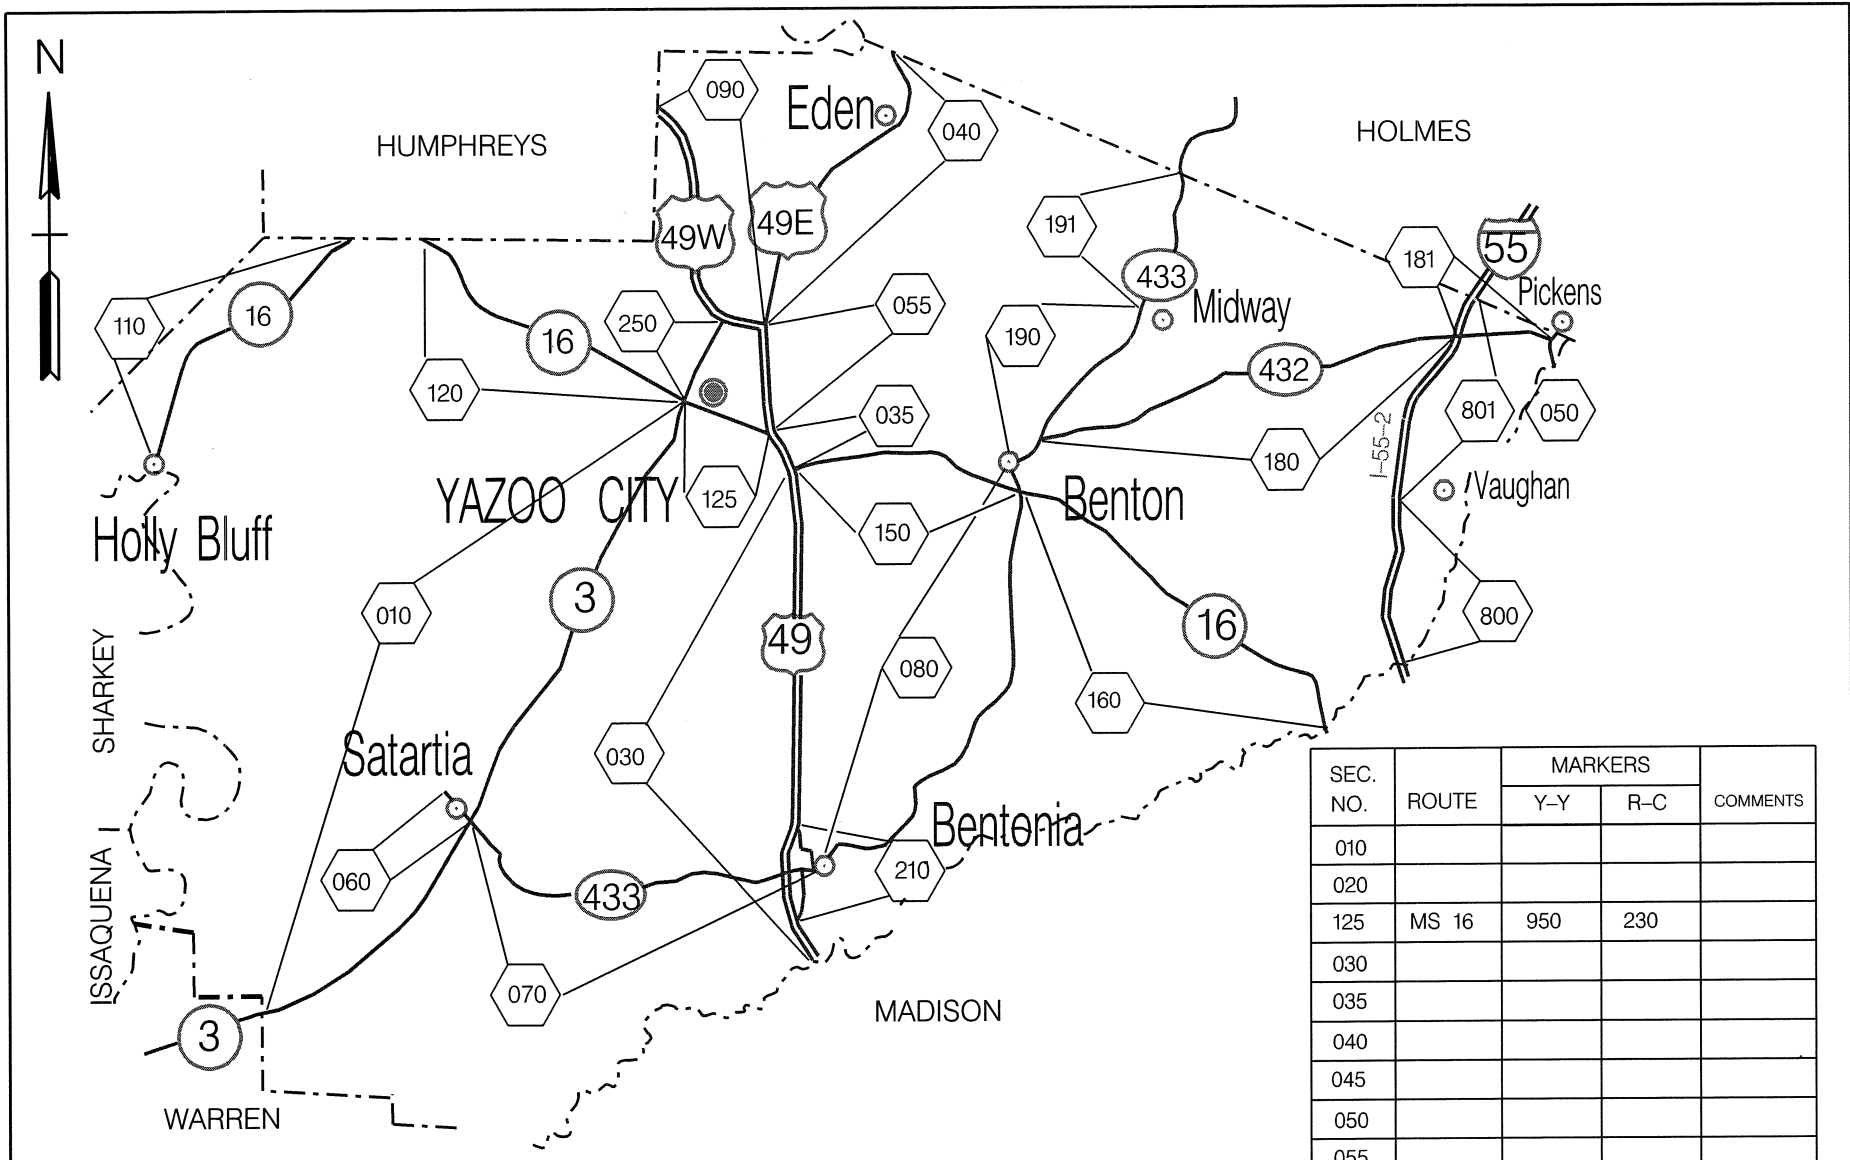 N
090
Eden
040
HUMPHREYS
HOLMES
191
49W
49E
181
55
433
Pickens
110
16
250
055
Midway
16
190
120
432
035
801
050
180
I-55-2
YAZOO CITY
125
Benton
Vaughan
150
Holly Bluff
010
3
16
800
49
080
SHARKEY
160
Satartia
030
Bentonia
060
433
210
ISSAQUENA
070
3
MADISON
WARREN
SEC. NO. ROUTE MARKERS COMMENTS
Y-Y R-C
010
020
125 MS 16 950 230
030
035
040
045
050
055